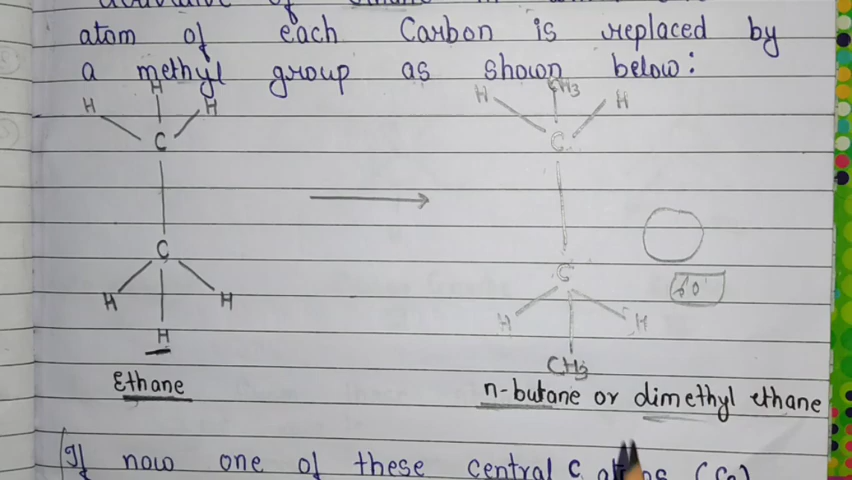 atom of each Carbon is replaced by
a methyl group as shown below:
H H H
C
C
H H
H
Ethane
H CH3 H
C
C
H H
CH3
60°
n-butane or dimethyl ethane
If now one of these central C atoms